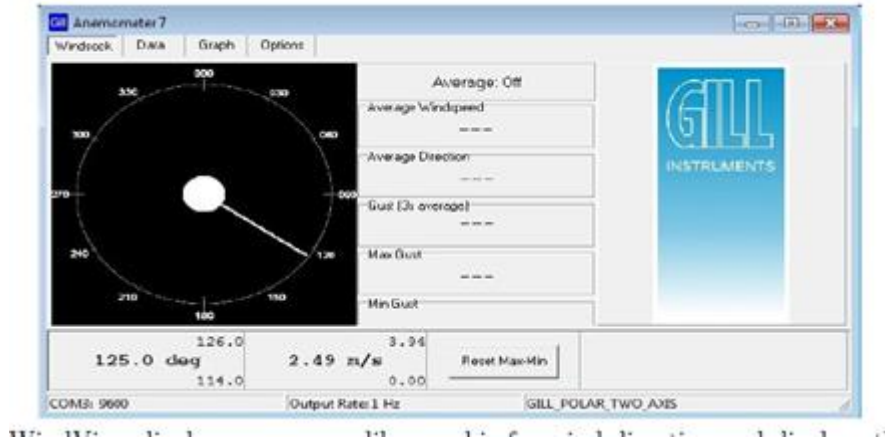 Gill Anemometer7
Windsock Data Graph Options
000
030
060
090
120
150
180
210
240
270
300
330
Average: Off
Average Windspeed
---
Average Direction
---
Gust (3s average)
---
Max Gust
---
Min Gust
GILL
INSTRUMENTS
126.0
125.0 deg
114.0
3.94
2.49 m/s
0.00
Reset Max-Min
COM3: 9600 Output Rate: 1 Hz GILL_POLAR_TWO_AXIS